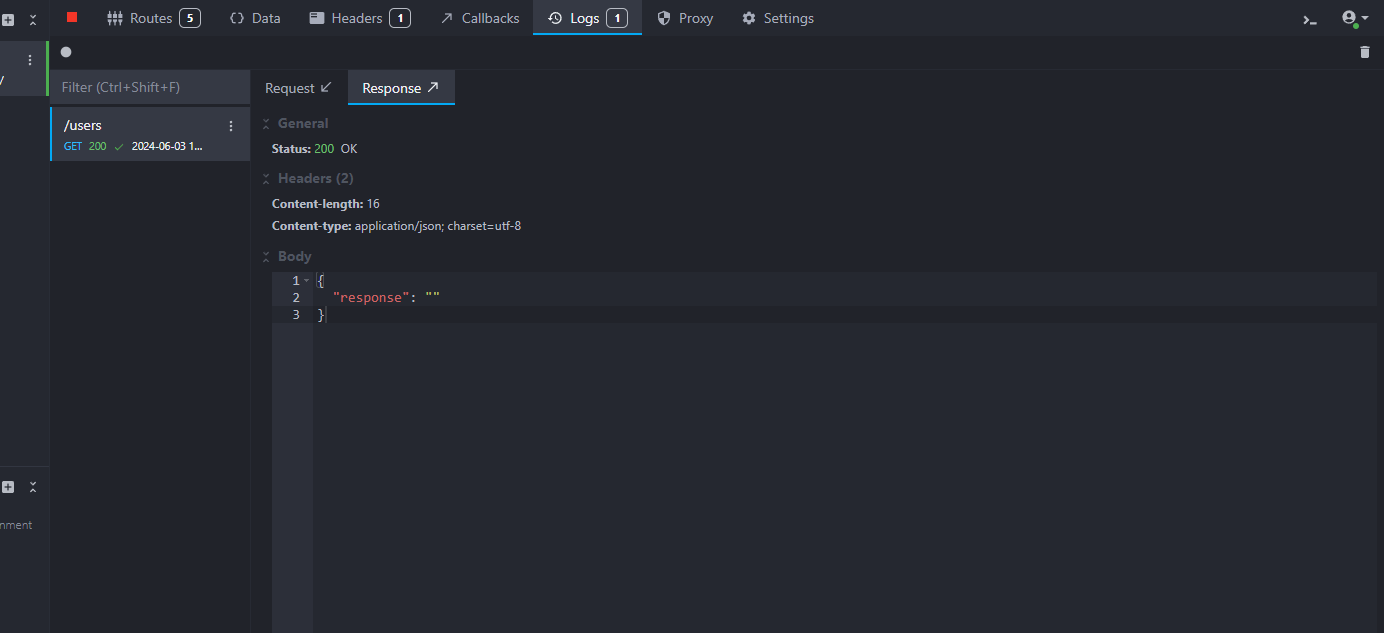 Routes 5 Data Headers 1 Callbacks Logs 1 Proxy Settings
/
Filter (Ctrl+Shift+F)
Request Response
/users
GET 200 2024-06-03 1...
General
Status: 200 OK
Headers (2)
Content-length: 16
Content-type: application/json; charset=utf-8
Body
1 {
2 "response": ""
3 }
nment